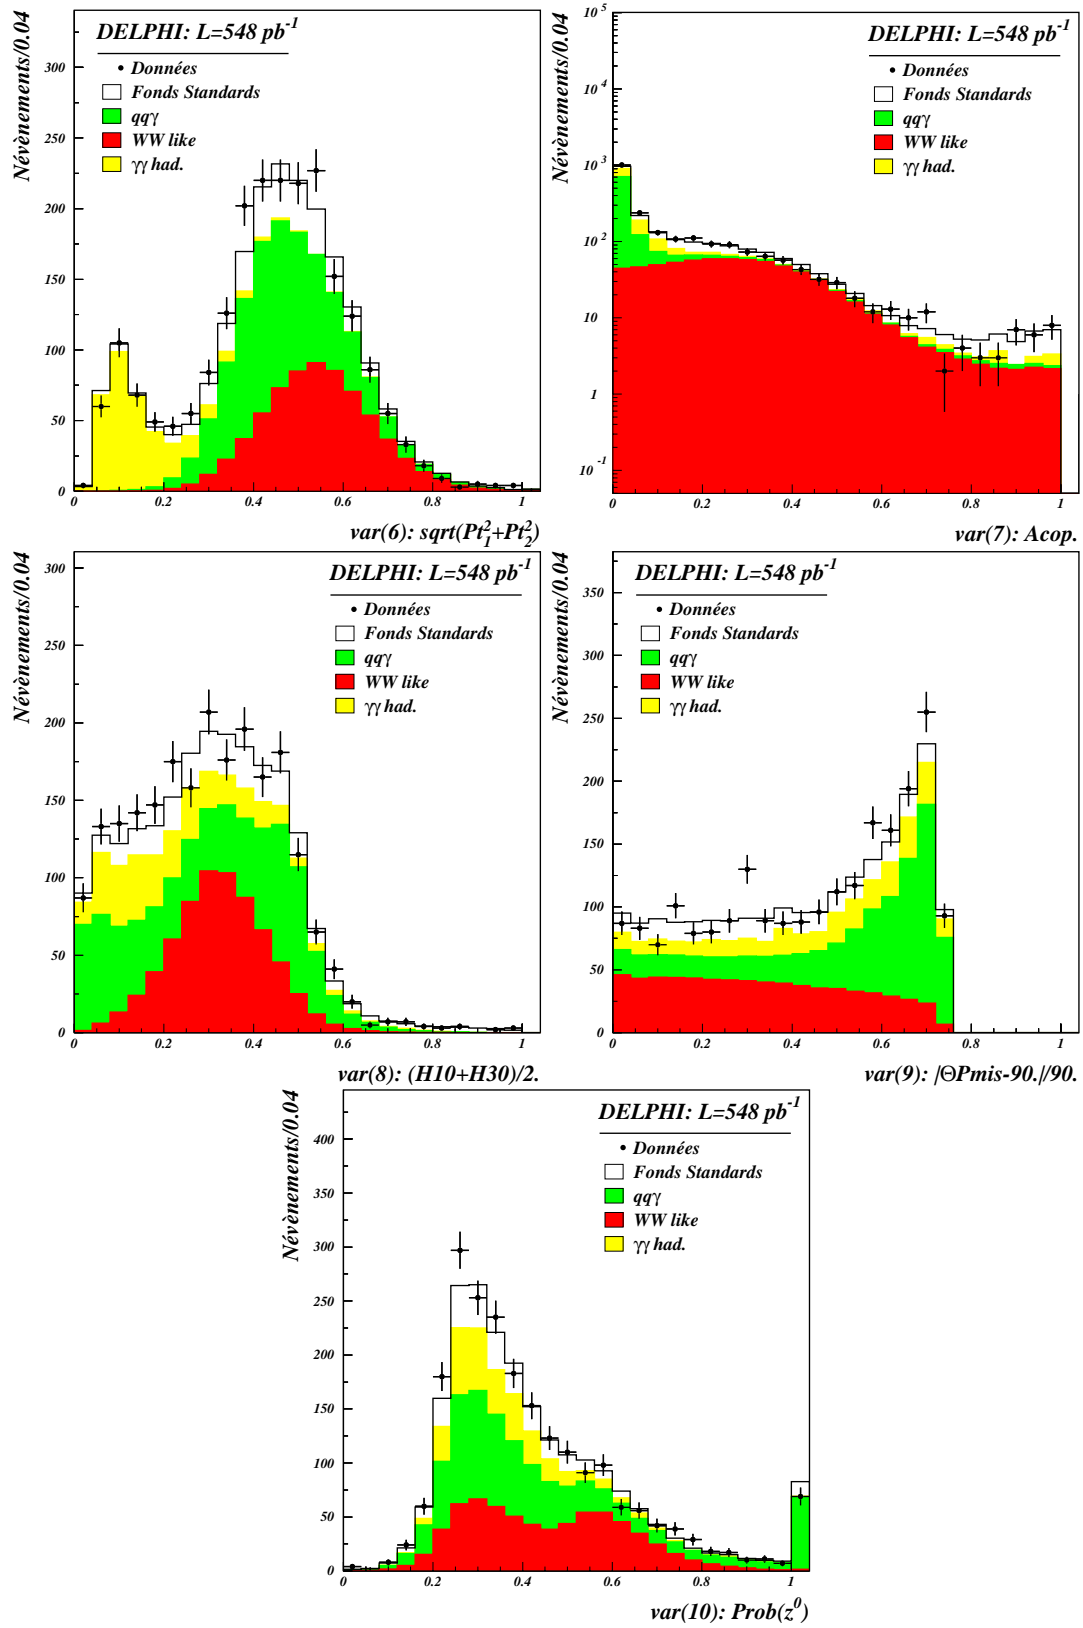 DELPHI: L=548 pb⁻¹
Données
Fonds Standards
qqγ
WW like
γγ had.
Névènements/0.04
300
250
200
150
100
50
0
0 0.2 0.4 0.6 0.8 1
var(6): sqrt(Pt₁²+Pt₂²)
DELPHI: L=548 pb⁻¹
Données
Fonds Standards
qqγ
WW like
γγ had.
Névènements/0.04
10⁵
10⁴
10³
10²
10
1
10⁻¹
0 0.2 0.4 0.6 0.8 1
var(7): Acop.
DELPHI: L=548 pb⁻¹
Données
Fonds Standards
qqγ
WW like
γγ had.
Névènements/0.04
300
250
200
150
100
50
0
0 0.2 0.4 0.6 0.8 1
var(8): (H10+H30)/2.
DELPHI: L=548 pb⁻¹
Données
Fonds Standards
qqγ
WW like
γγ had.
Névènements/0.04
350
300
250
200
150
100
50
0
0 0.2 0.4 0.6 0.8 1
var(9): |ΘPmis-90.|/90.
DELPHI: L=548 pb⁻¹
Données
Fonds Standards
qqγ
WW like
γγ had.
Névènements/0.04
400
350
300
250
200
150
100
50
0
0 0.2 0.4 0.6 0.8 1
var(10): Prob(z⁰)